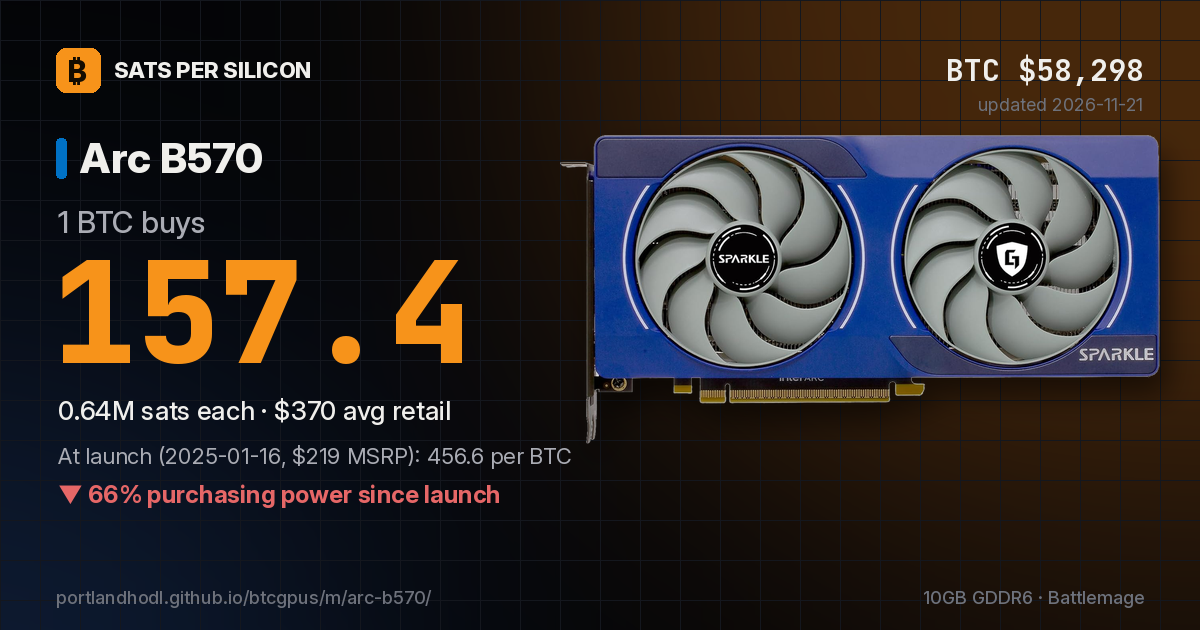 SATS PER SILICON
BTC $58,298
updated 2026-11-21
Arc B570
1 BTC buys
157.4
0.64M sats each · $370 avg retail
At launch (2025-01-16, $219 MSRP): 456.6 per BTC
▼ 66% purchasing power since launch
SPARKLE
SPARKLE
intel ARC
portlandhodl.github.io/btcgpus/m/arc-b570/
10GB GDDR6 · Battlemage